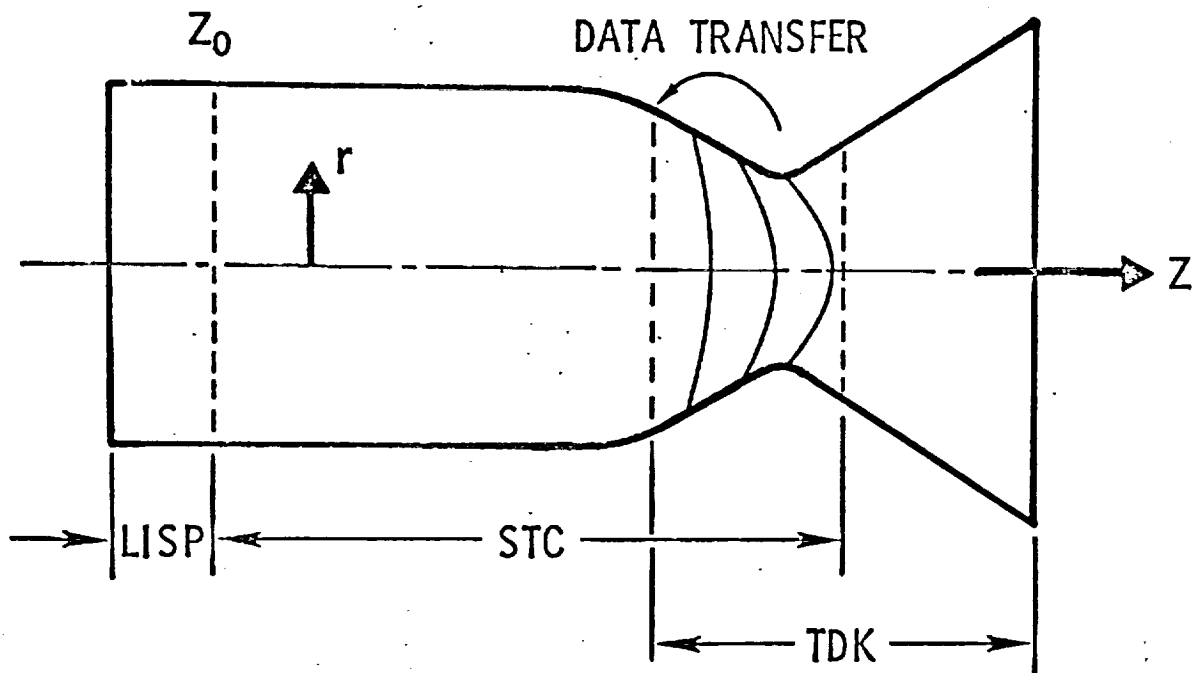 Z₀
DATA TRANSFER
r
Z
LISP
STC
TDK